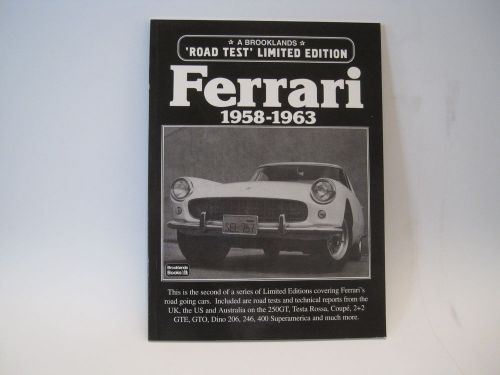 ★ A BROOKLANDS ★
'ROAD TEST' LIMITED EDITION
Ferrari
1958-1963
Brooklands
Books
This is the second of a series of Limited Editions covering Ferrari's
road going cars. Included are road tests and technical reports from the
UK, the US and Australia on the 250GT, Testa Rossa, Coupé, 2+2
GTE, GTO, Dino 206, 246, 400 Superamerica and much more.